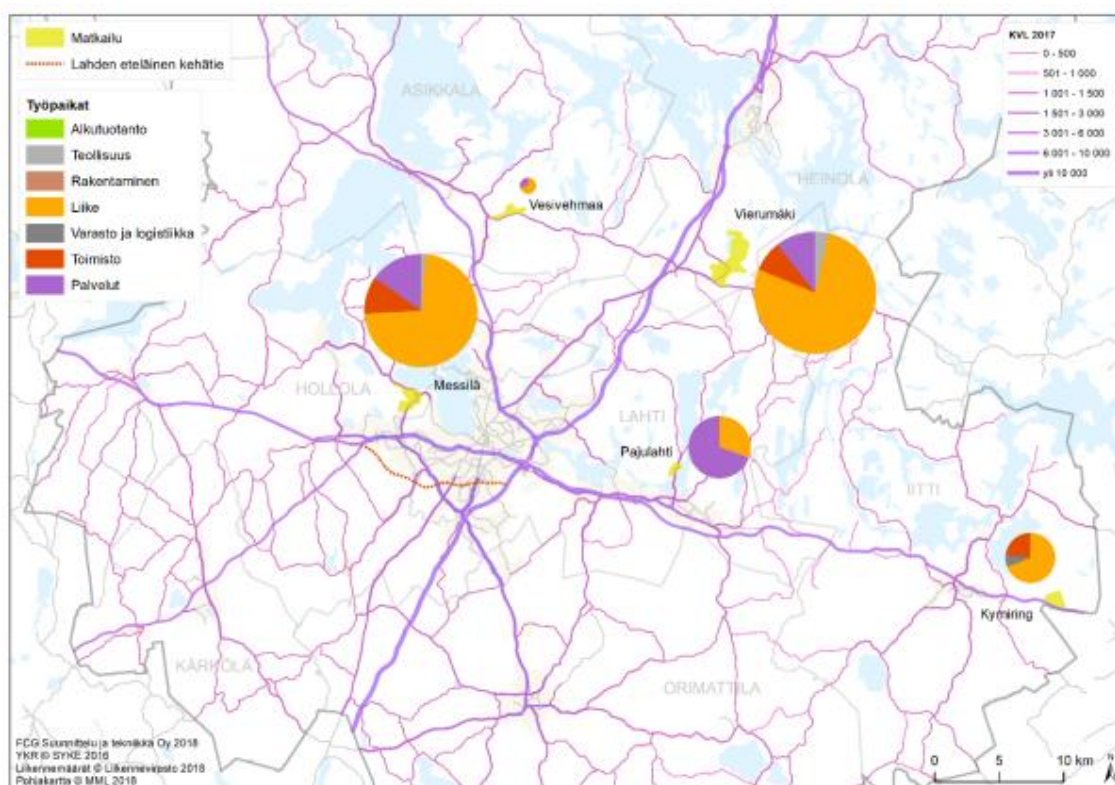 Matkailu
Lahden eteläinen kehätie
Työpaikat
Alkutuotanto
Teollisuus
Rakentaminen
Liike
Varasto ja logistiikka
Toimisto
Palvelut
KVL 2017
0 - 500
501 - 1 000
1 001 - 1 500
1 501 - 3 000
3 001 - 6 000
6 001 - 10 000
yli 10 000
ASIKKALA
HEINOLA
Vesivehmaa
Vierumäki
HOLLOLA
Messilä
LAHTI
Pajulahti
IITTI
Kymiring
KÄRKÖLÄ
ORIMATTILA
FCG Suunnittelu ja tekniikka Oy 2018
YKR © SYKE 2016
Liikennemäärät © Liikennevirasto 2018
Pohjakartta © MML 2018
0 5 10 km
N